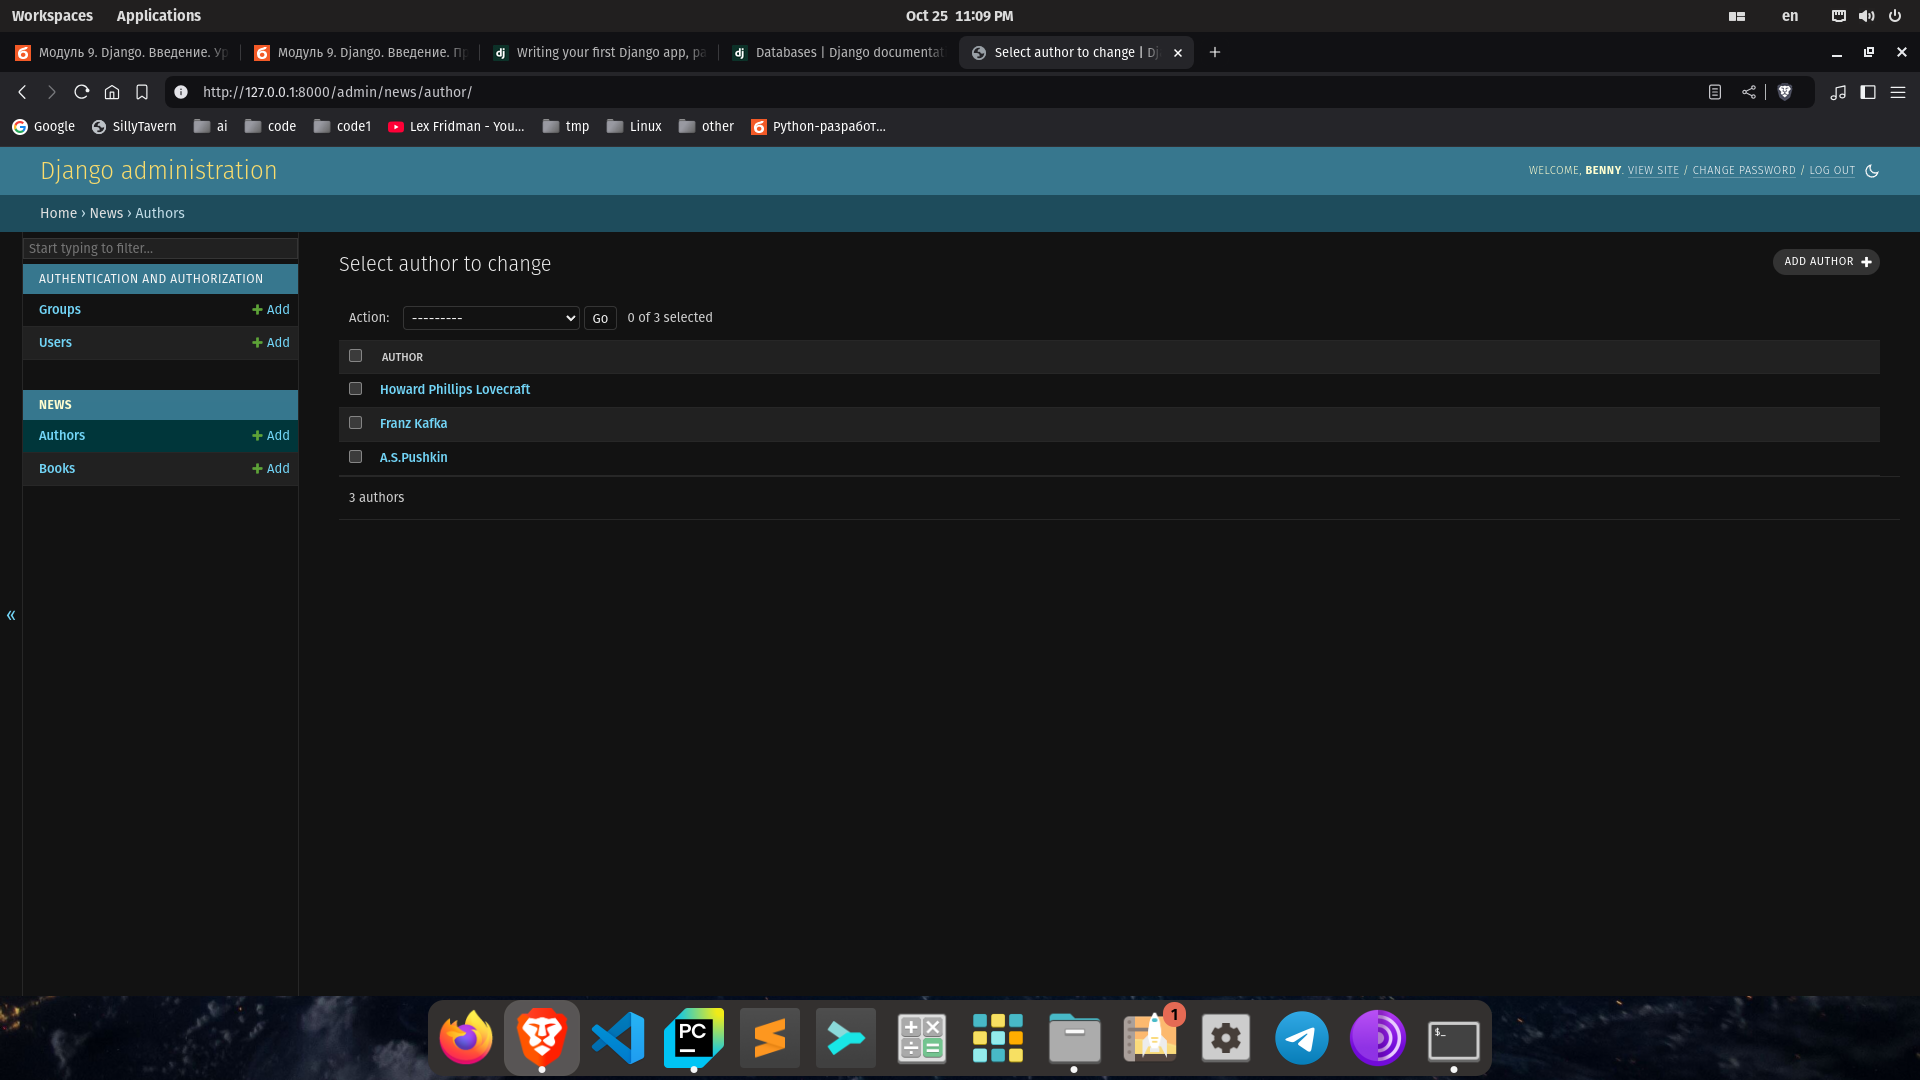 Workspaces Applications Oct 25 11:09 PM en
Модуль 9. Django. Введение. Ур Модуль 9. Django. Введение. Пр Writing your first Django app, pa Databases | Django documentat Select author to change | Dj
http://127.0.0.1:8000/admin/news/author/
Google SillyTavern ai code code1 Lex Fridman - You... tmp Linux other Python-разработ...
Django administration WELCOME, BENNY. VIEW SITE / CHANGE PASSWORD / LOG OUT
Home › News › Authors
Start typing to filter...
AUTHENTICATION AND AUTHORIZATION
Groups Add
Users Add
NEWS
Authors Add
Books Add
«
Select author to change ADD AUTHOR
Action: --------- Go 0 of 3 selected
AUTHOR
Howard Phillips Lovecraft
Franz Kafka
A.S.Pushkin
3 authors
PC
1
$_